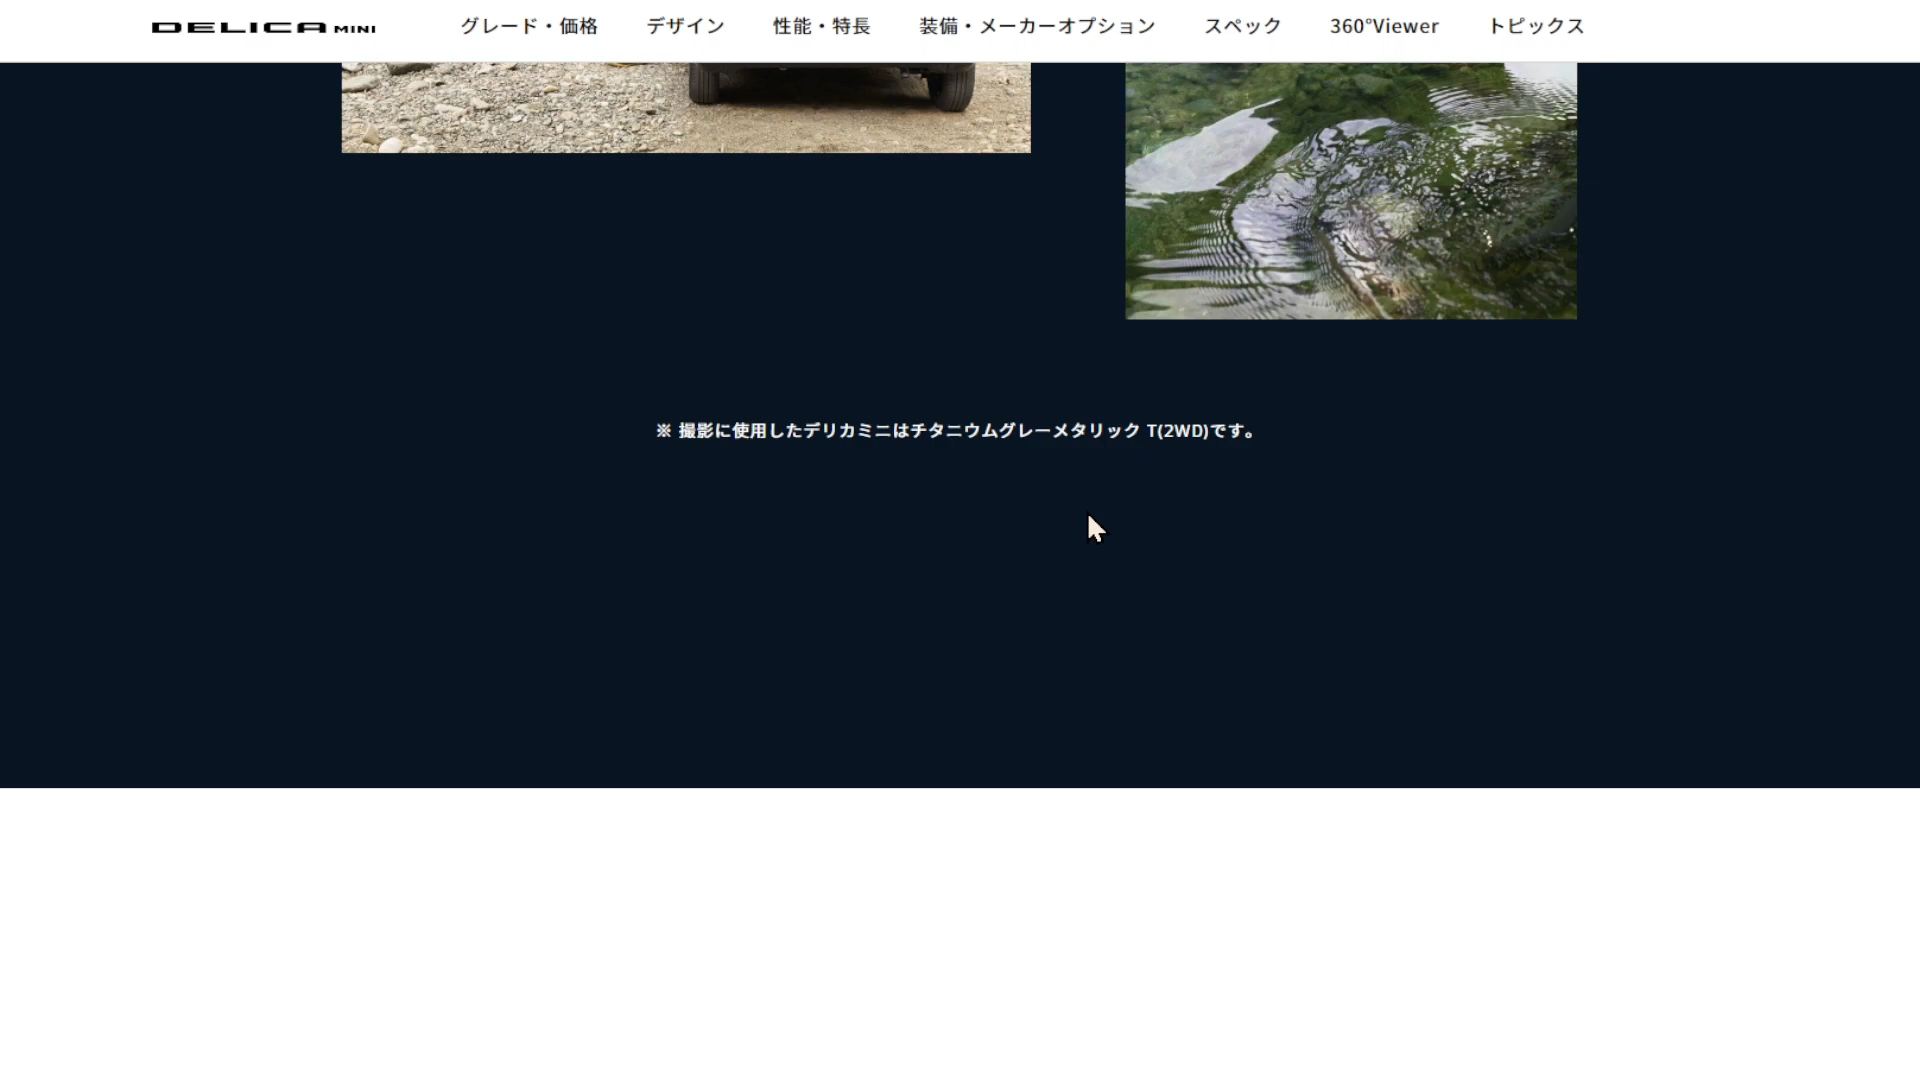 DELICA MINI
グレード・価格
デザイン
性能・特長
装備・メーカーオプション
スペック
360°Viewer
トピックス
※ 撮影に使用したデリカミニはチタニウムグレーメタリック T(2WD)です。